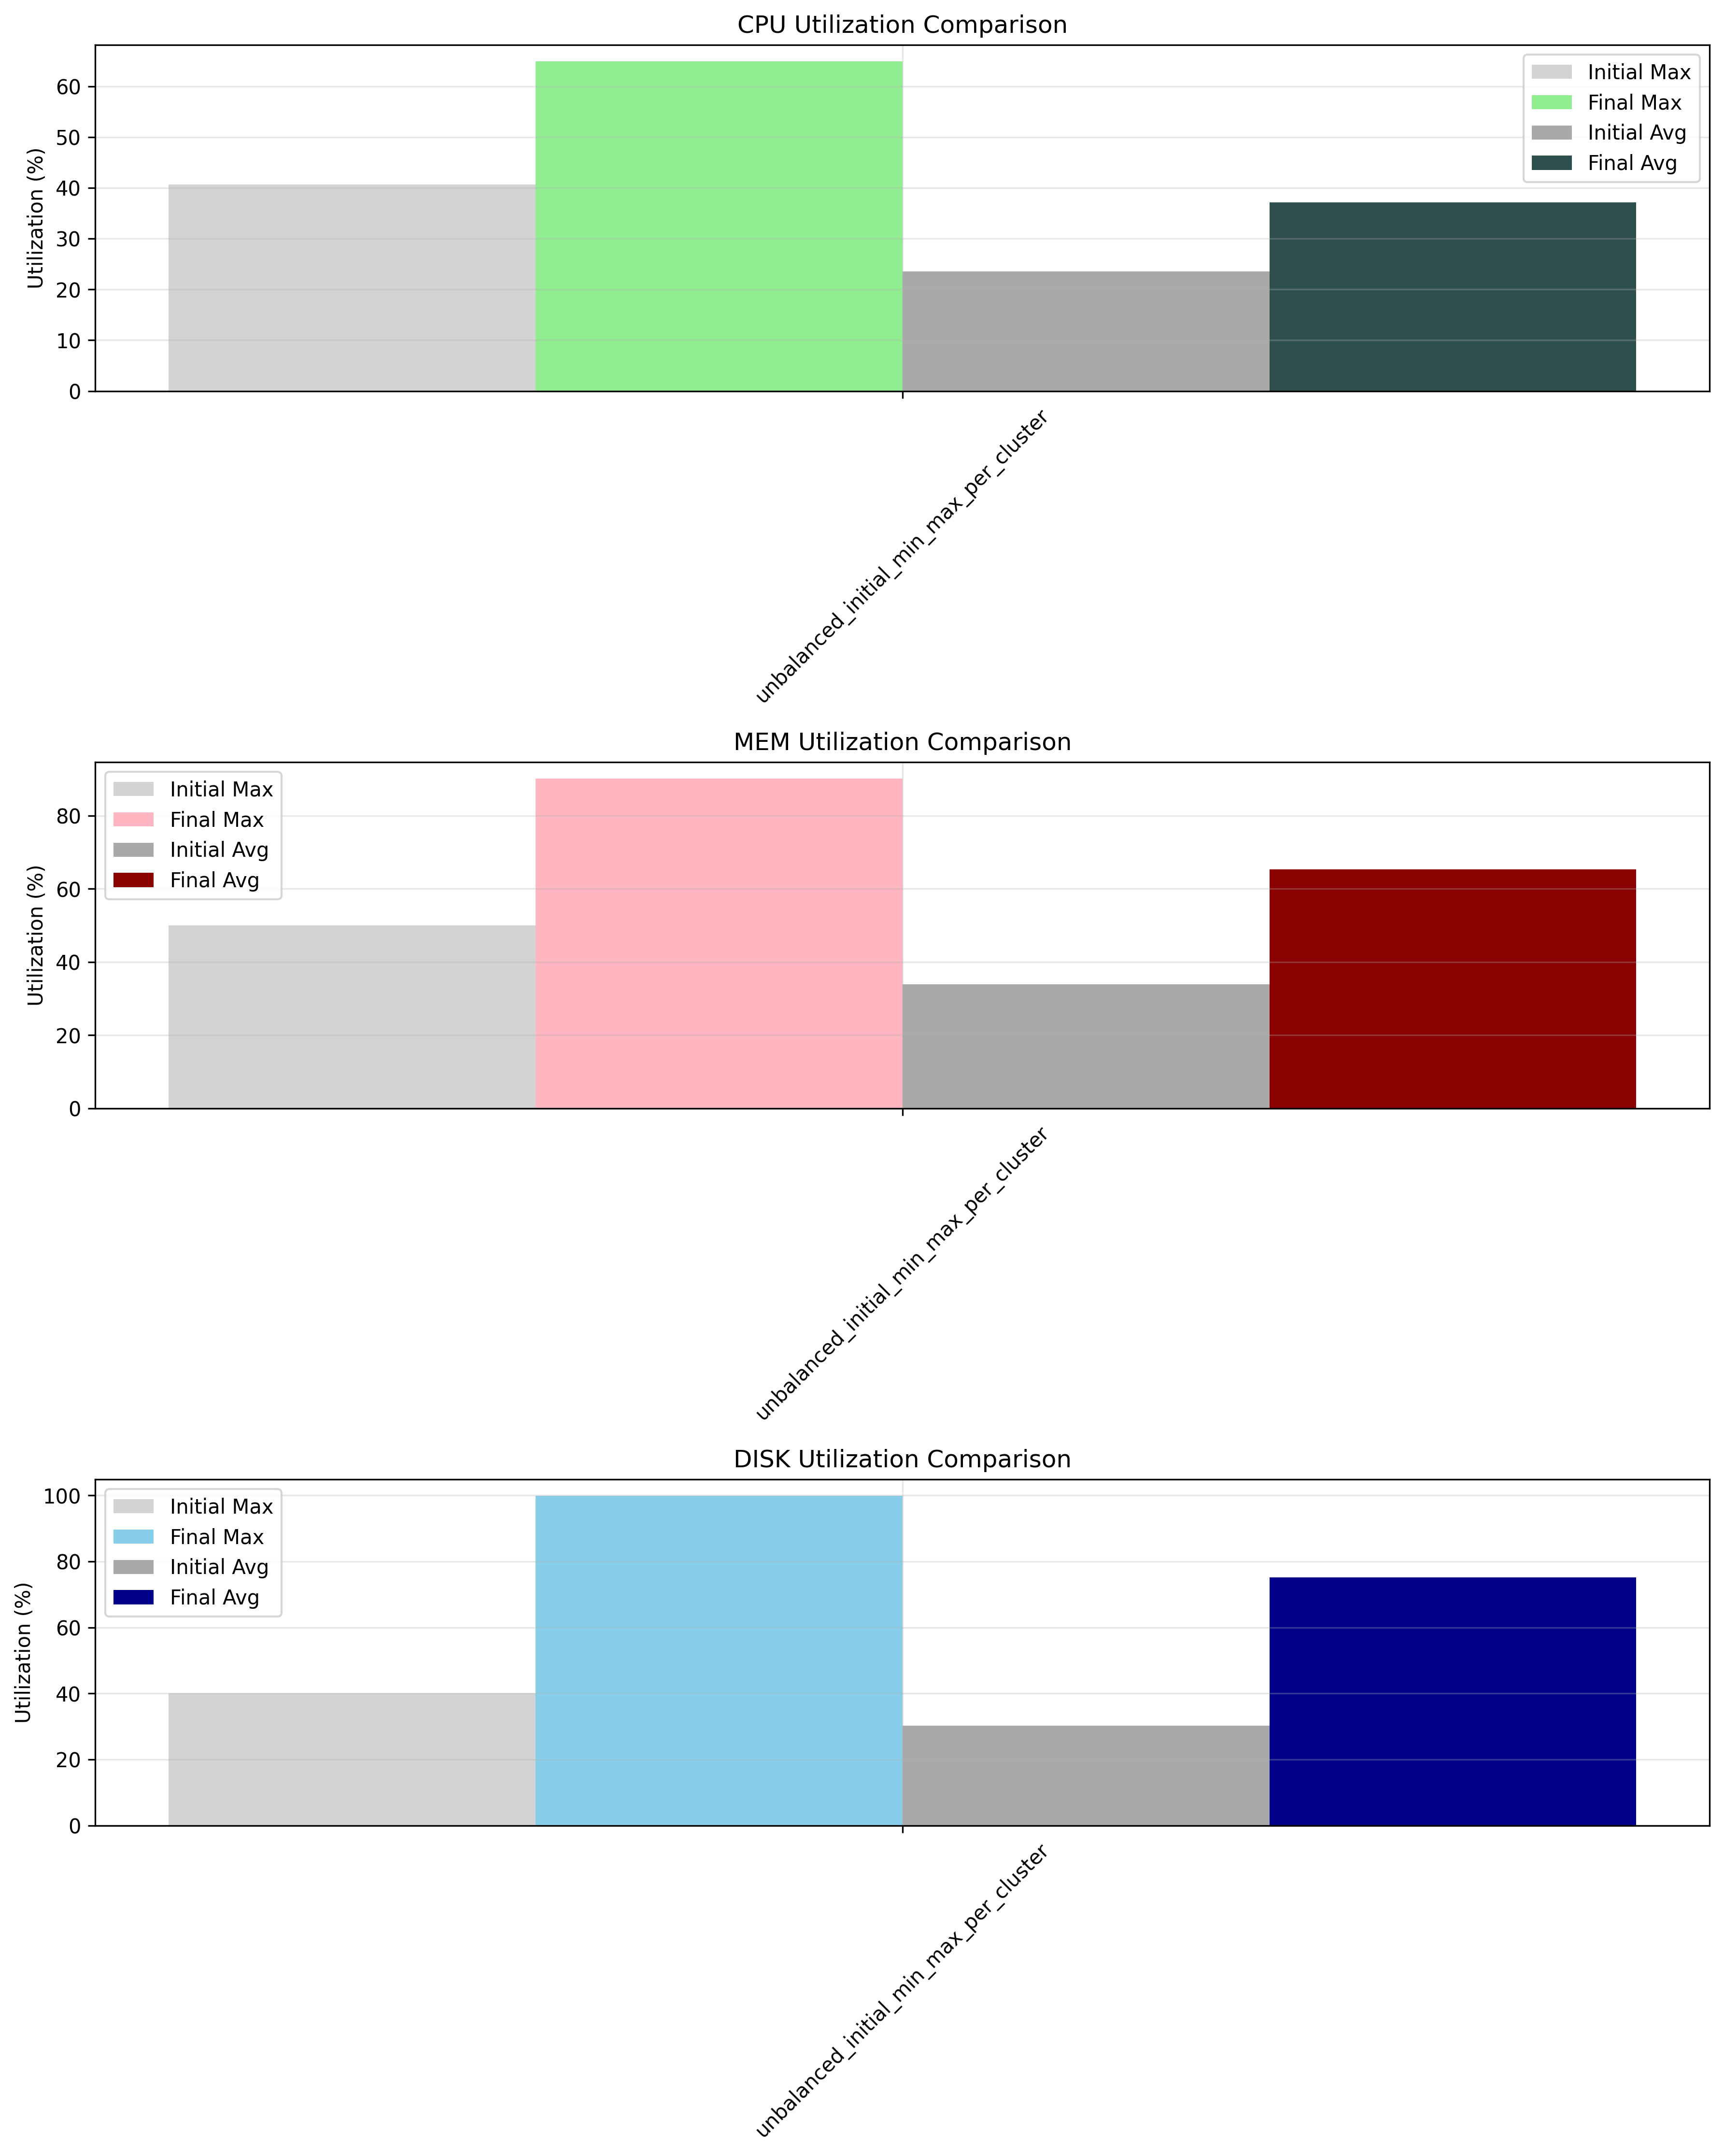 CPU Utilization Comparison
Utilization (%)
60
50
40
30
20
10
0
Initial Max
Final Max
Initial Avg
Final Avg
unbalanced_initial_min_max_per_cluster
MEM Utilization Comparison
Utilization (%)
80
60
40
20
0
Initial Max
Final Max
Initial Avg
Final Avg
unbalanced_initial_min_max_per_cluster
DISK Utilization Comparison
Utilization (%)
100
80
60
40
20
0
Initial Max
Final Max
Initial Avg
Final Avg
unbalanced_initial_min_max_per_cluster